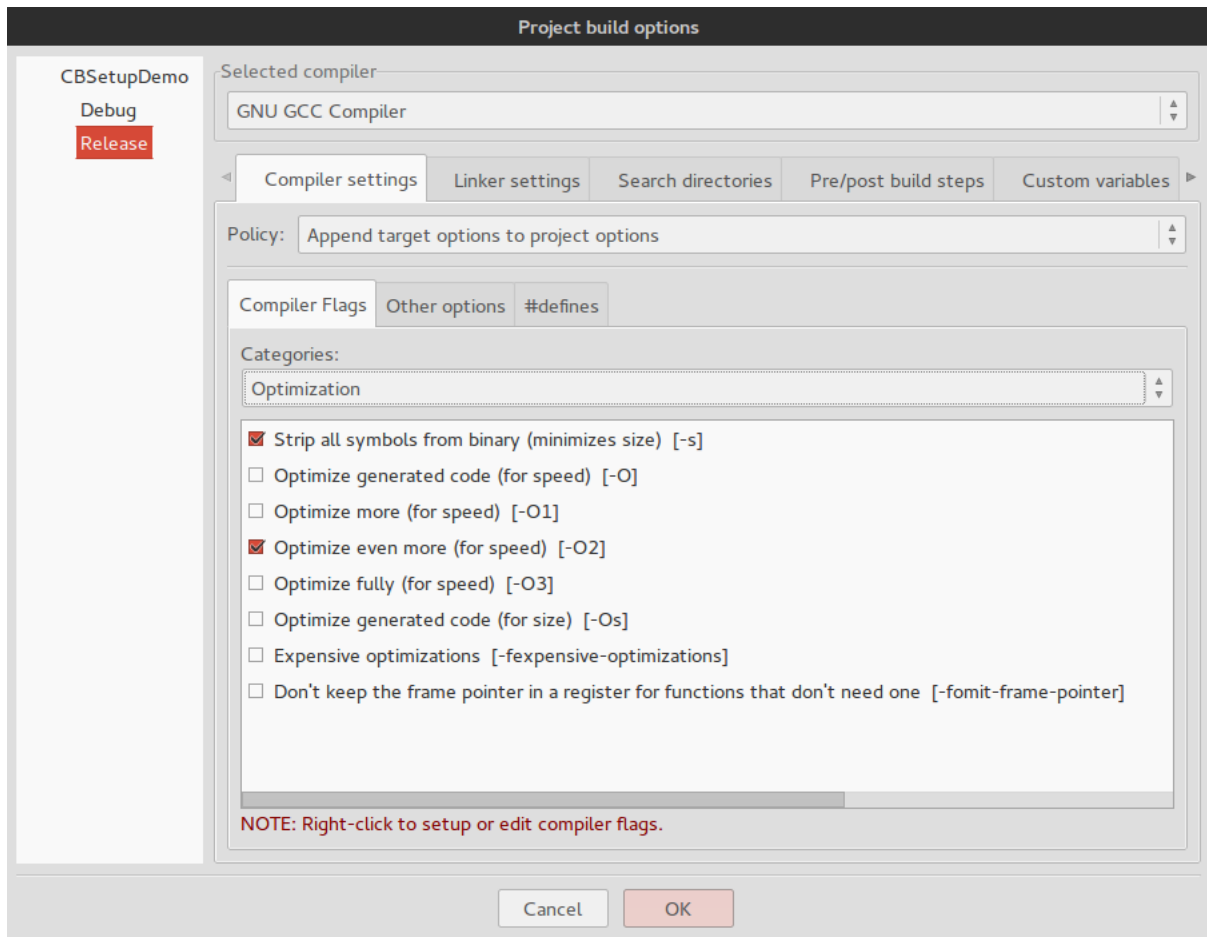 Project build options
CBSetupDemo
Debug
Release
Selected compiler
GNU GCC Compiler
Compiler settings Linker settings Search directories Pre/post build steps Custom variables
Policy: Append target options to project options
Compiler Flags Other options #defines
Categories:
Optimization
Strip all symbols from binary (minimizes size) [-s]
Optimize generated code (for speed) [-O]
Optimize more (for speed) [-O1]
Optimize even more (for speed) [-O2]
Optimize fully (for speed) [-O3]
Optimize generated code (for size) [-Os]
Expensive optimizations [-fexpensive-optimizations]
Don't keep the frame pointer in a register for functions that don't need one [-fomit-frame-pointer]
NOTE: Right-click to setup or edit compiler flags.
Cancel OK